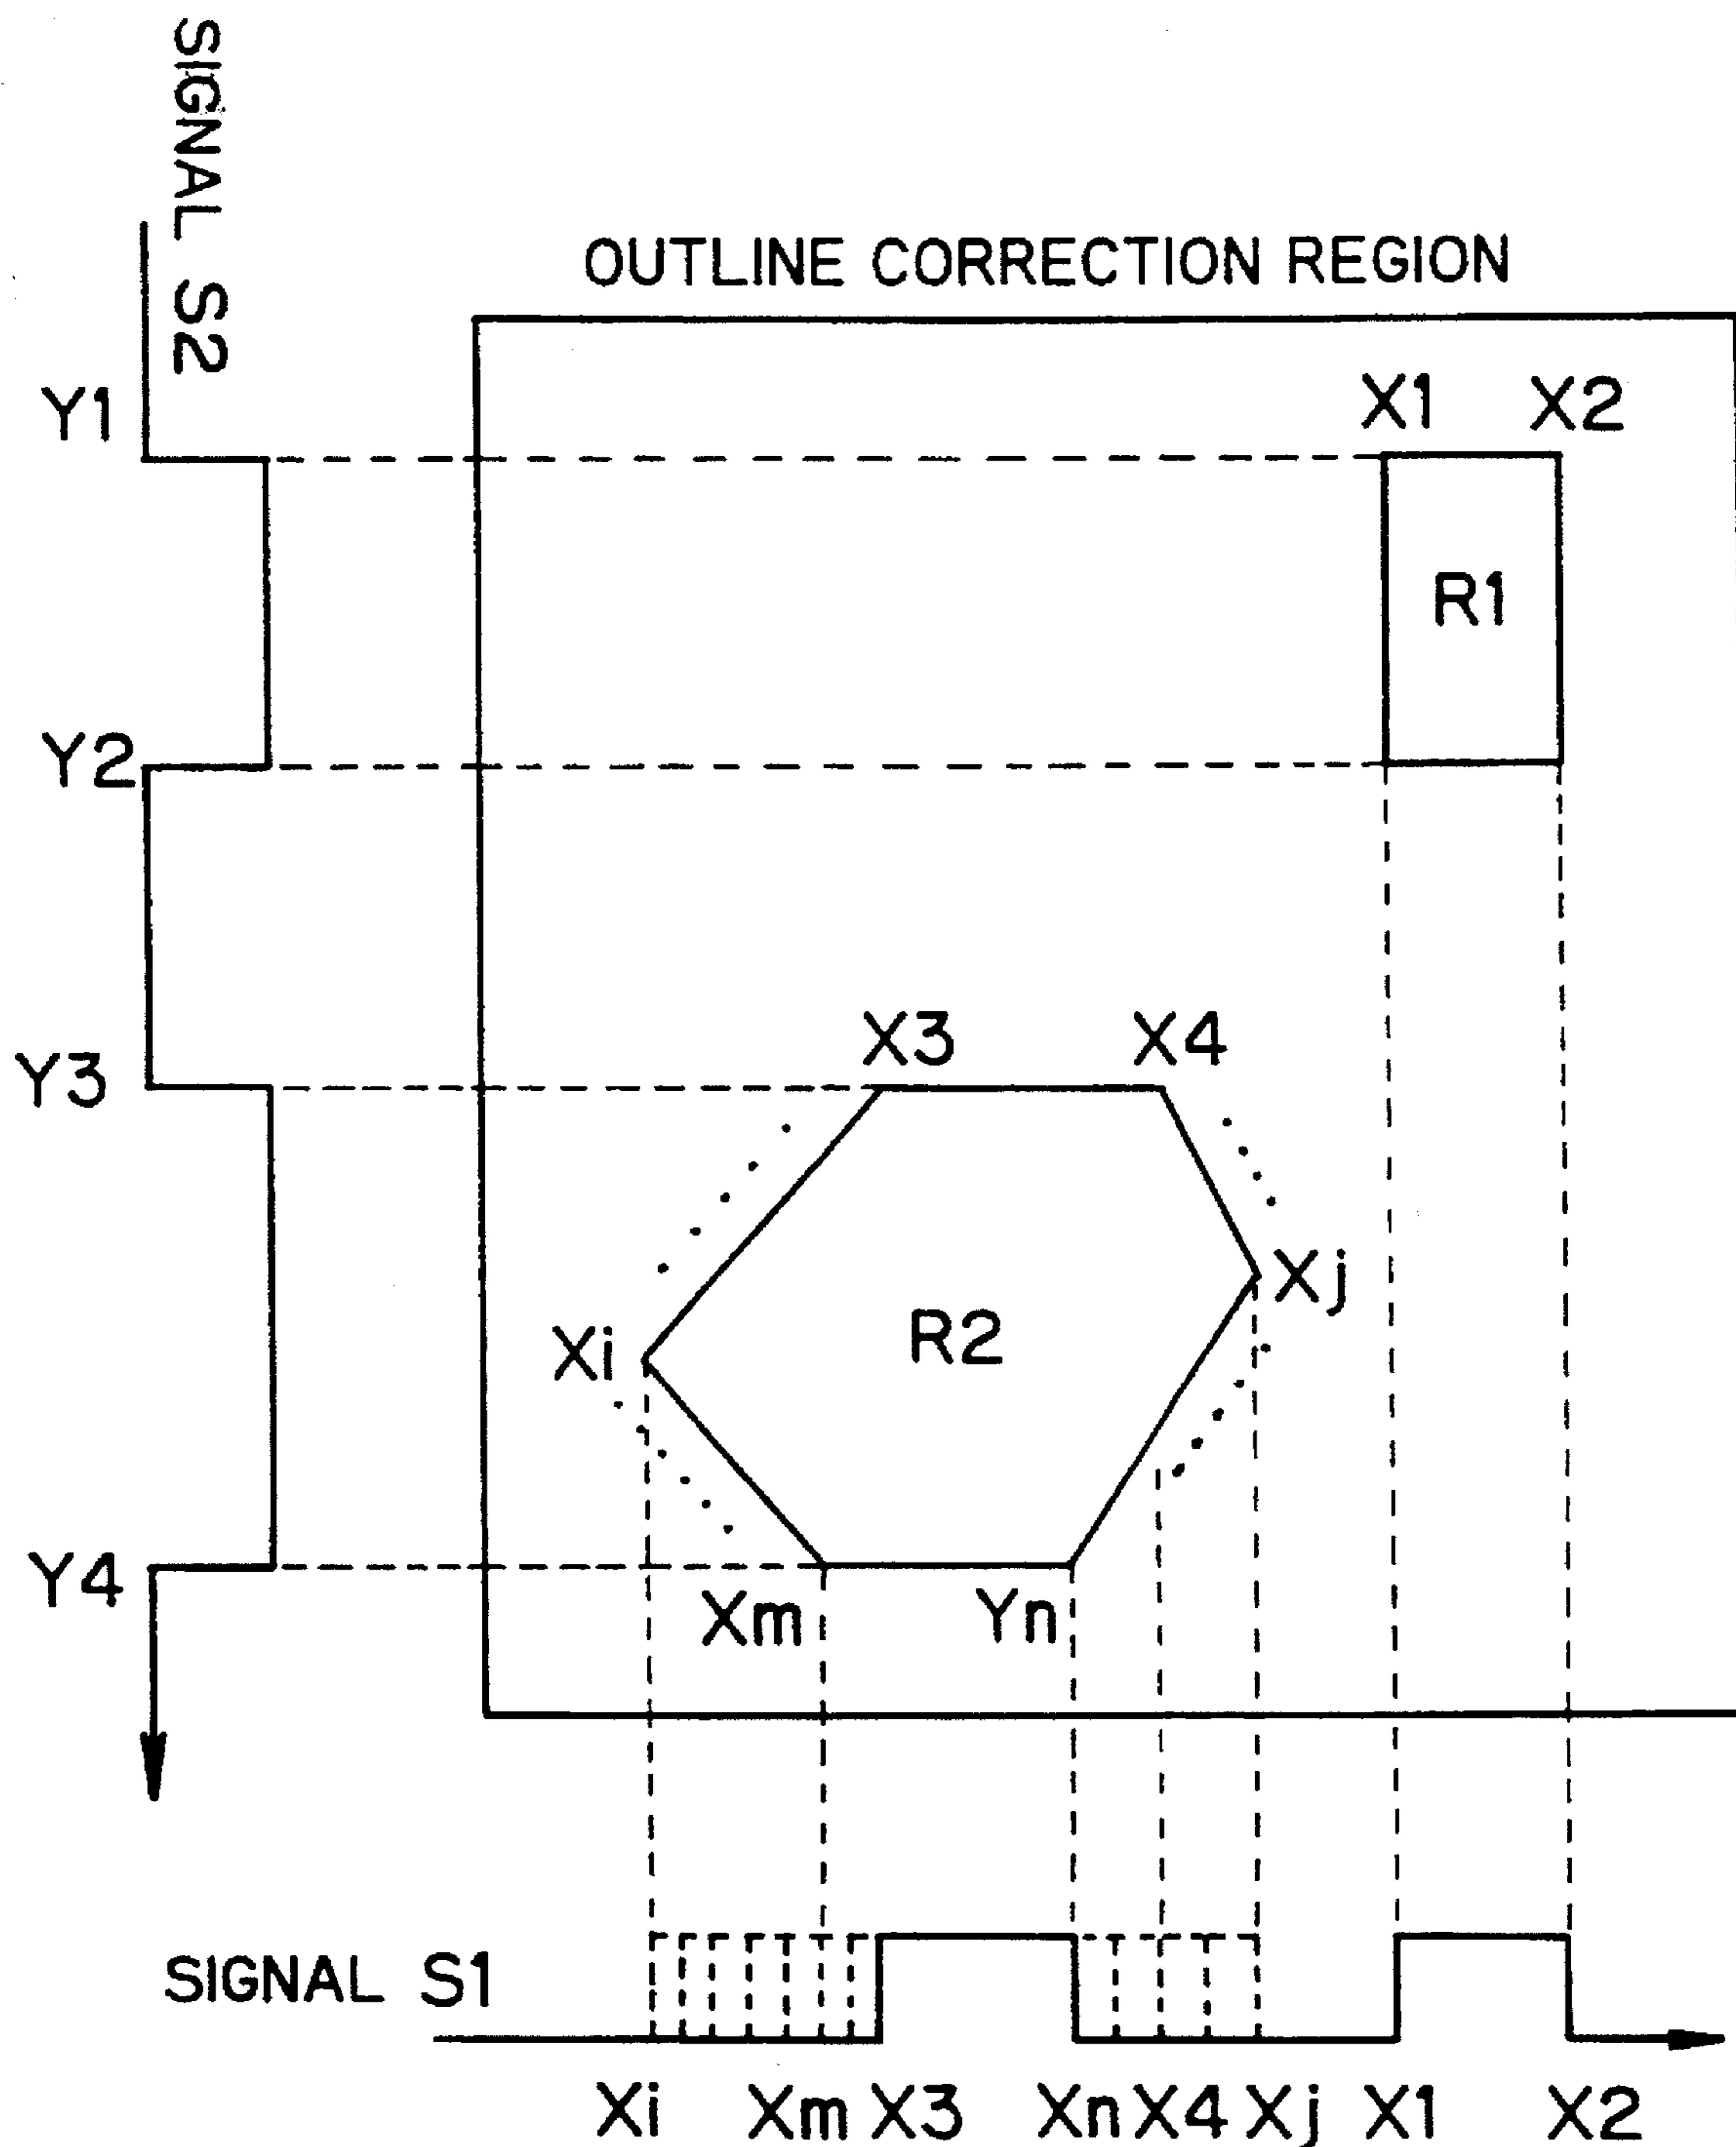 SIGNAL S2
OUTLINE CORRECTION REGION
Y1
X1 X2
R1
Y2
X3 X4
Y3
Xj
R2
Xi
Y4
Xm Yn
SIGNAL S1
Xi Xm X3 Xn X4 Xj X1 X2